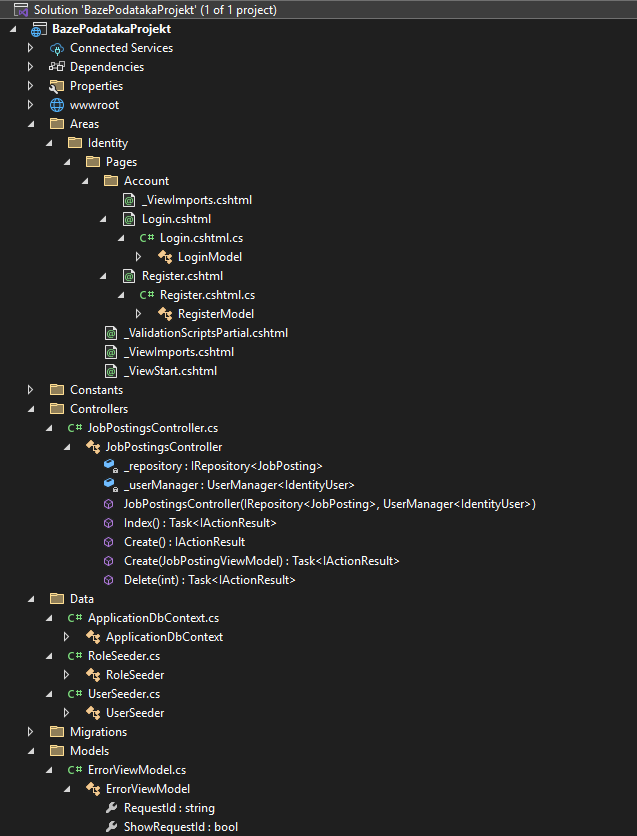 Solution 'BazePodatakaProjekt' (1 of 1 project)
BazePodatakaProjekt
Connected Services
Dependencies
Properties
wwwroot
Areas
Identity
Pages
Account
_ViewImports.cshtml
Login.cshtml
C# Login.cshtml.cs
LoginModel
Register.cshtml
C# Register.cshtml.cs
RegisterModel
_ValidationScriptsPartial.cshtml
_ViewImports.cshtml
_ViewStart.cshtml
Constants
Controllers
C# JobPostingsController.cs
JobPostingsController
_repository : IRepository<JobPosting>
_userManager : UserManager<IdentityUser>
JobPostingsController(IRepository<JobPosting>, UserManager<IdentityUser>)
Index() : Task<IActionResult>
Create() : IActionResult
Create(JobPostingViewModel) : Task<IActionResult>
Delete(int) : Task<IActionResult>
Data
C# ApplicationDbContext.cs
ApplicationDbContext
C# RoleSeeder.cs
RoleSeeder
C# UserSeeder.cs
UserSeeder
Migrations
Models
C# ErrorViewModel.cs
ErrorViewModel
RequestId : string
ShowRequestId : bool